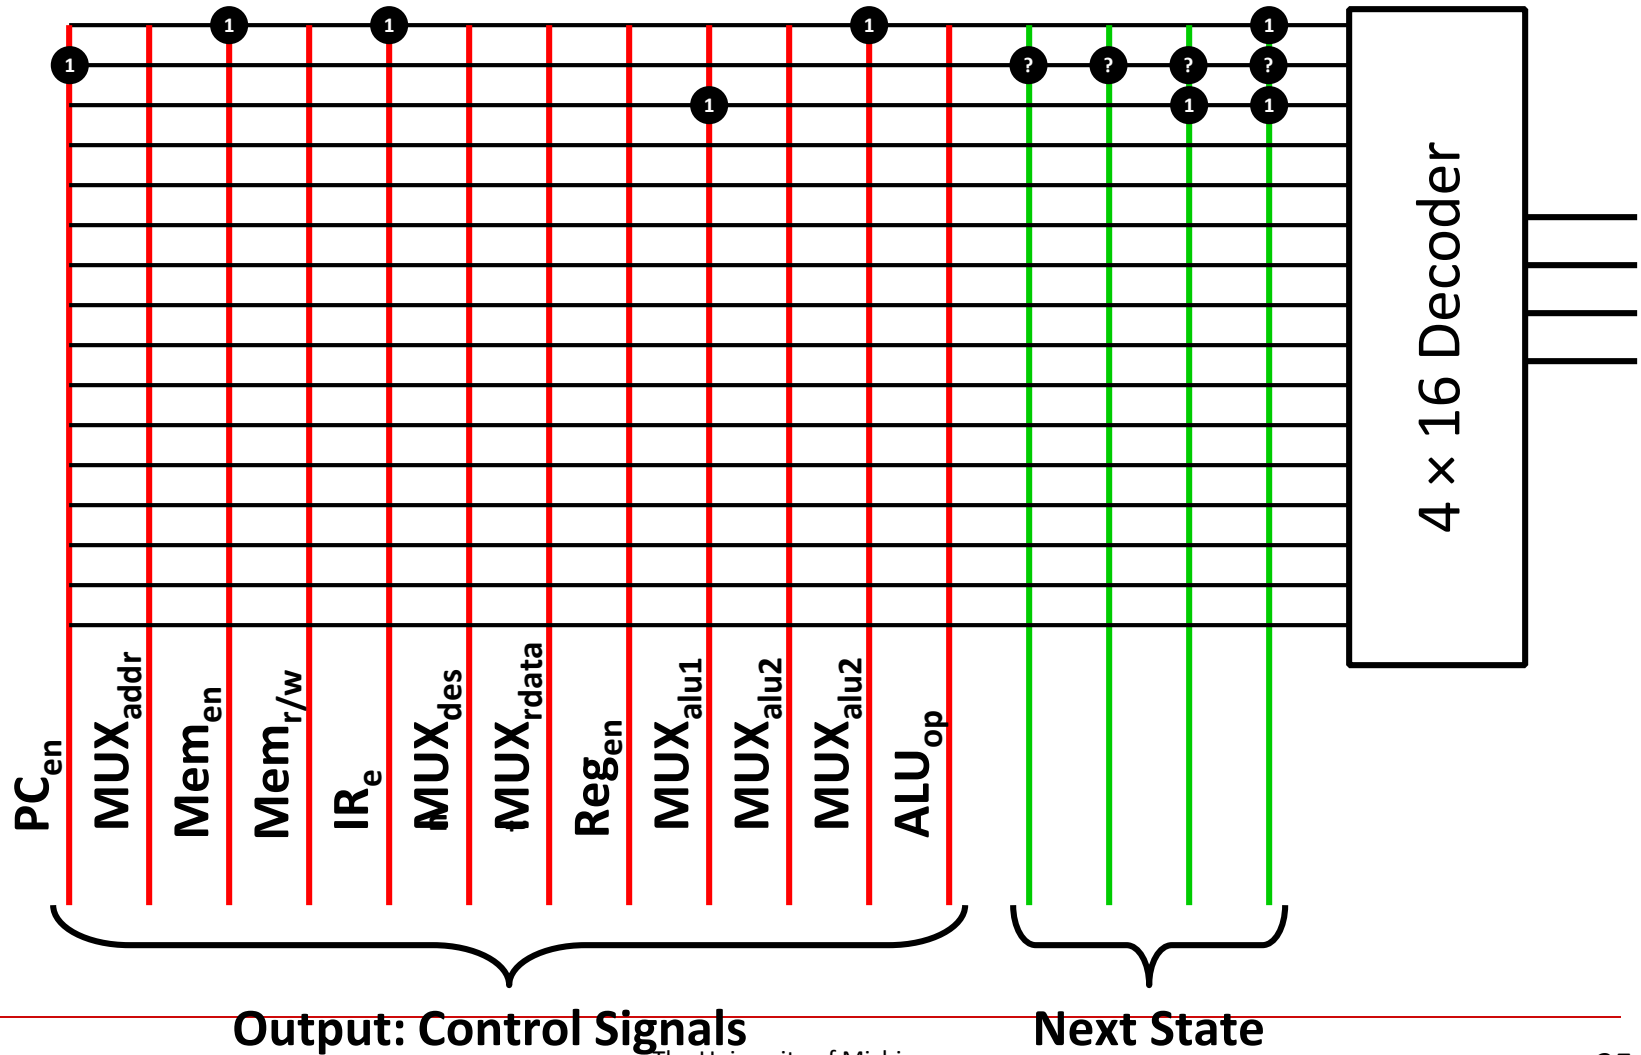 1 1 1 1
1 ? ? ? ?
1 1 1
4 × 16 Decoder
PCen
MUXaddr
Memen
Memr/w
IRe
MUXdes
MUXrdata
Regen
MUXalu1
MUXalu2
MUXalu2
ALUop
Output: Control Signals
Next State